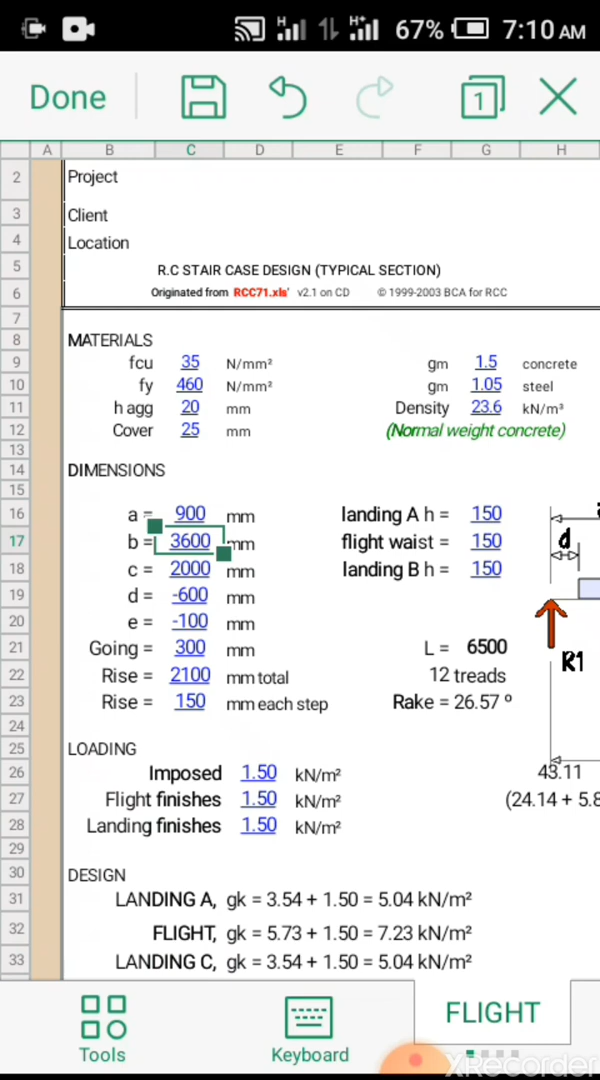 H H+ 67% 7:10 AM
Done 1
A B C D E F G H
2 Project
3 Client
4 Location
5 R.C STAIR CASE DESIGN (TYPICAL SECTION)
6 Originated from RCC71.xls' v2.1 on CD © 1999-2003 BCA for RCC
7
8 MATERIALS
9 fcu 35 N/mm² gm 1.5 concrete
10 fy 460 N/mm² gm 1.05 steel
11 h agg 20 mm Density 23.6 kN/m³
12 Cover 25 mm (Normal weight concrete)
13
14 DIMENSIONS
15
16 a = 900 mm landing A h = 150
17 b = 3600 mm flight waist = 150 d
18 c = 2000 mm landing B h = 150
19 d = -600 mm
20 e = -100 mm
21 Going = 300 mm L = 6500 R1
22 Rise = 2100 mm total 12 treads
23 Rise = 150 mm each step Rake = 26.57 º
24
25 LOADING
26 Imposed 1.50 kN/m² 43.11
27 Flight finishes 1.50 kN/m² (24.14 + 5.8
28 Landing finishes 1.50 kN/m²
29
30 DESIGN
31 LANDING A, gk = 3.54 + 1.50 = 5.04 kN/m²
32 FLIGHT, gk = 5.73 + 1.50 = 7.23 kN/m²
33 LANDING C, gk = 3.54 + 1.50 = 5.04 kN/m²
Tools Keyboard FLIGHT
XRecorder